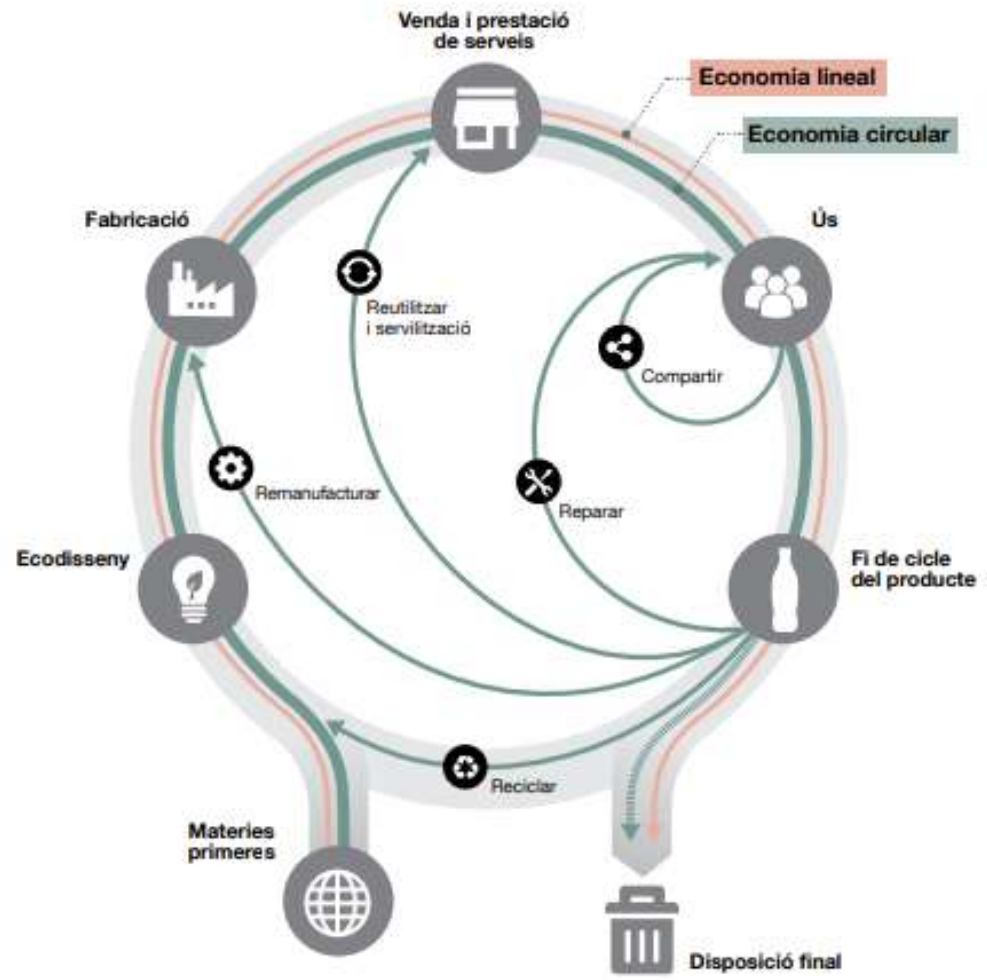 Venda i prestació
de serveis
Economia lineal
Economia circular
Fabricació
Ús
Reutilitzar
i servilització
Compartir
Remanufacturar
Reparar
Ecodisseny
Fi de cicle
del producte
Reciclar
Materies
primeres
Disposició final